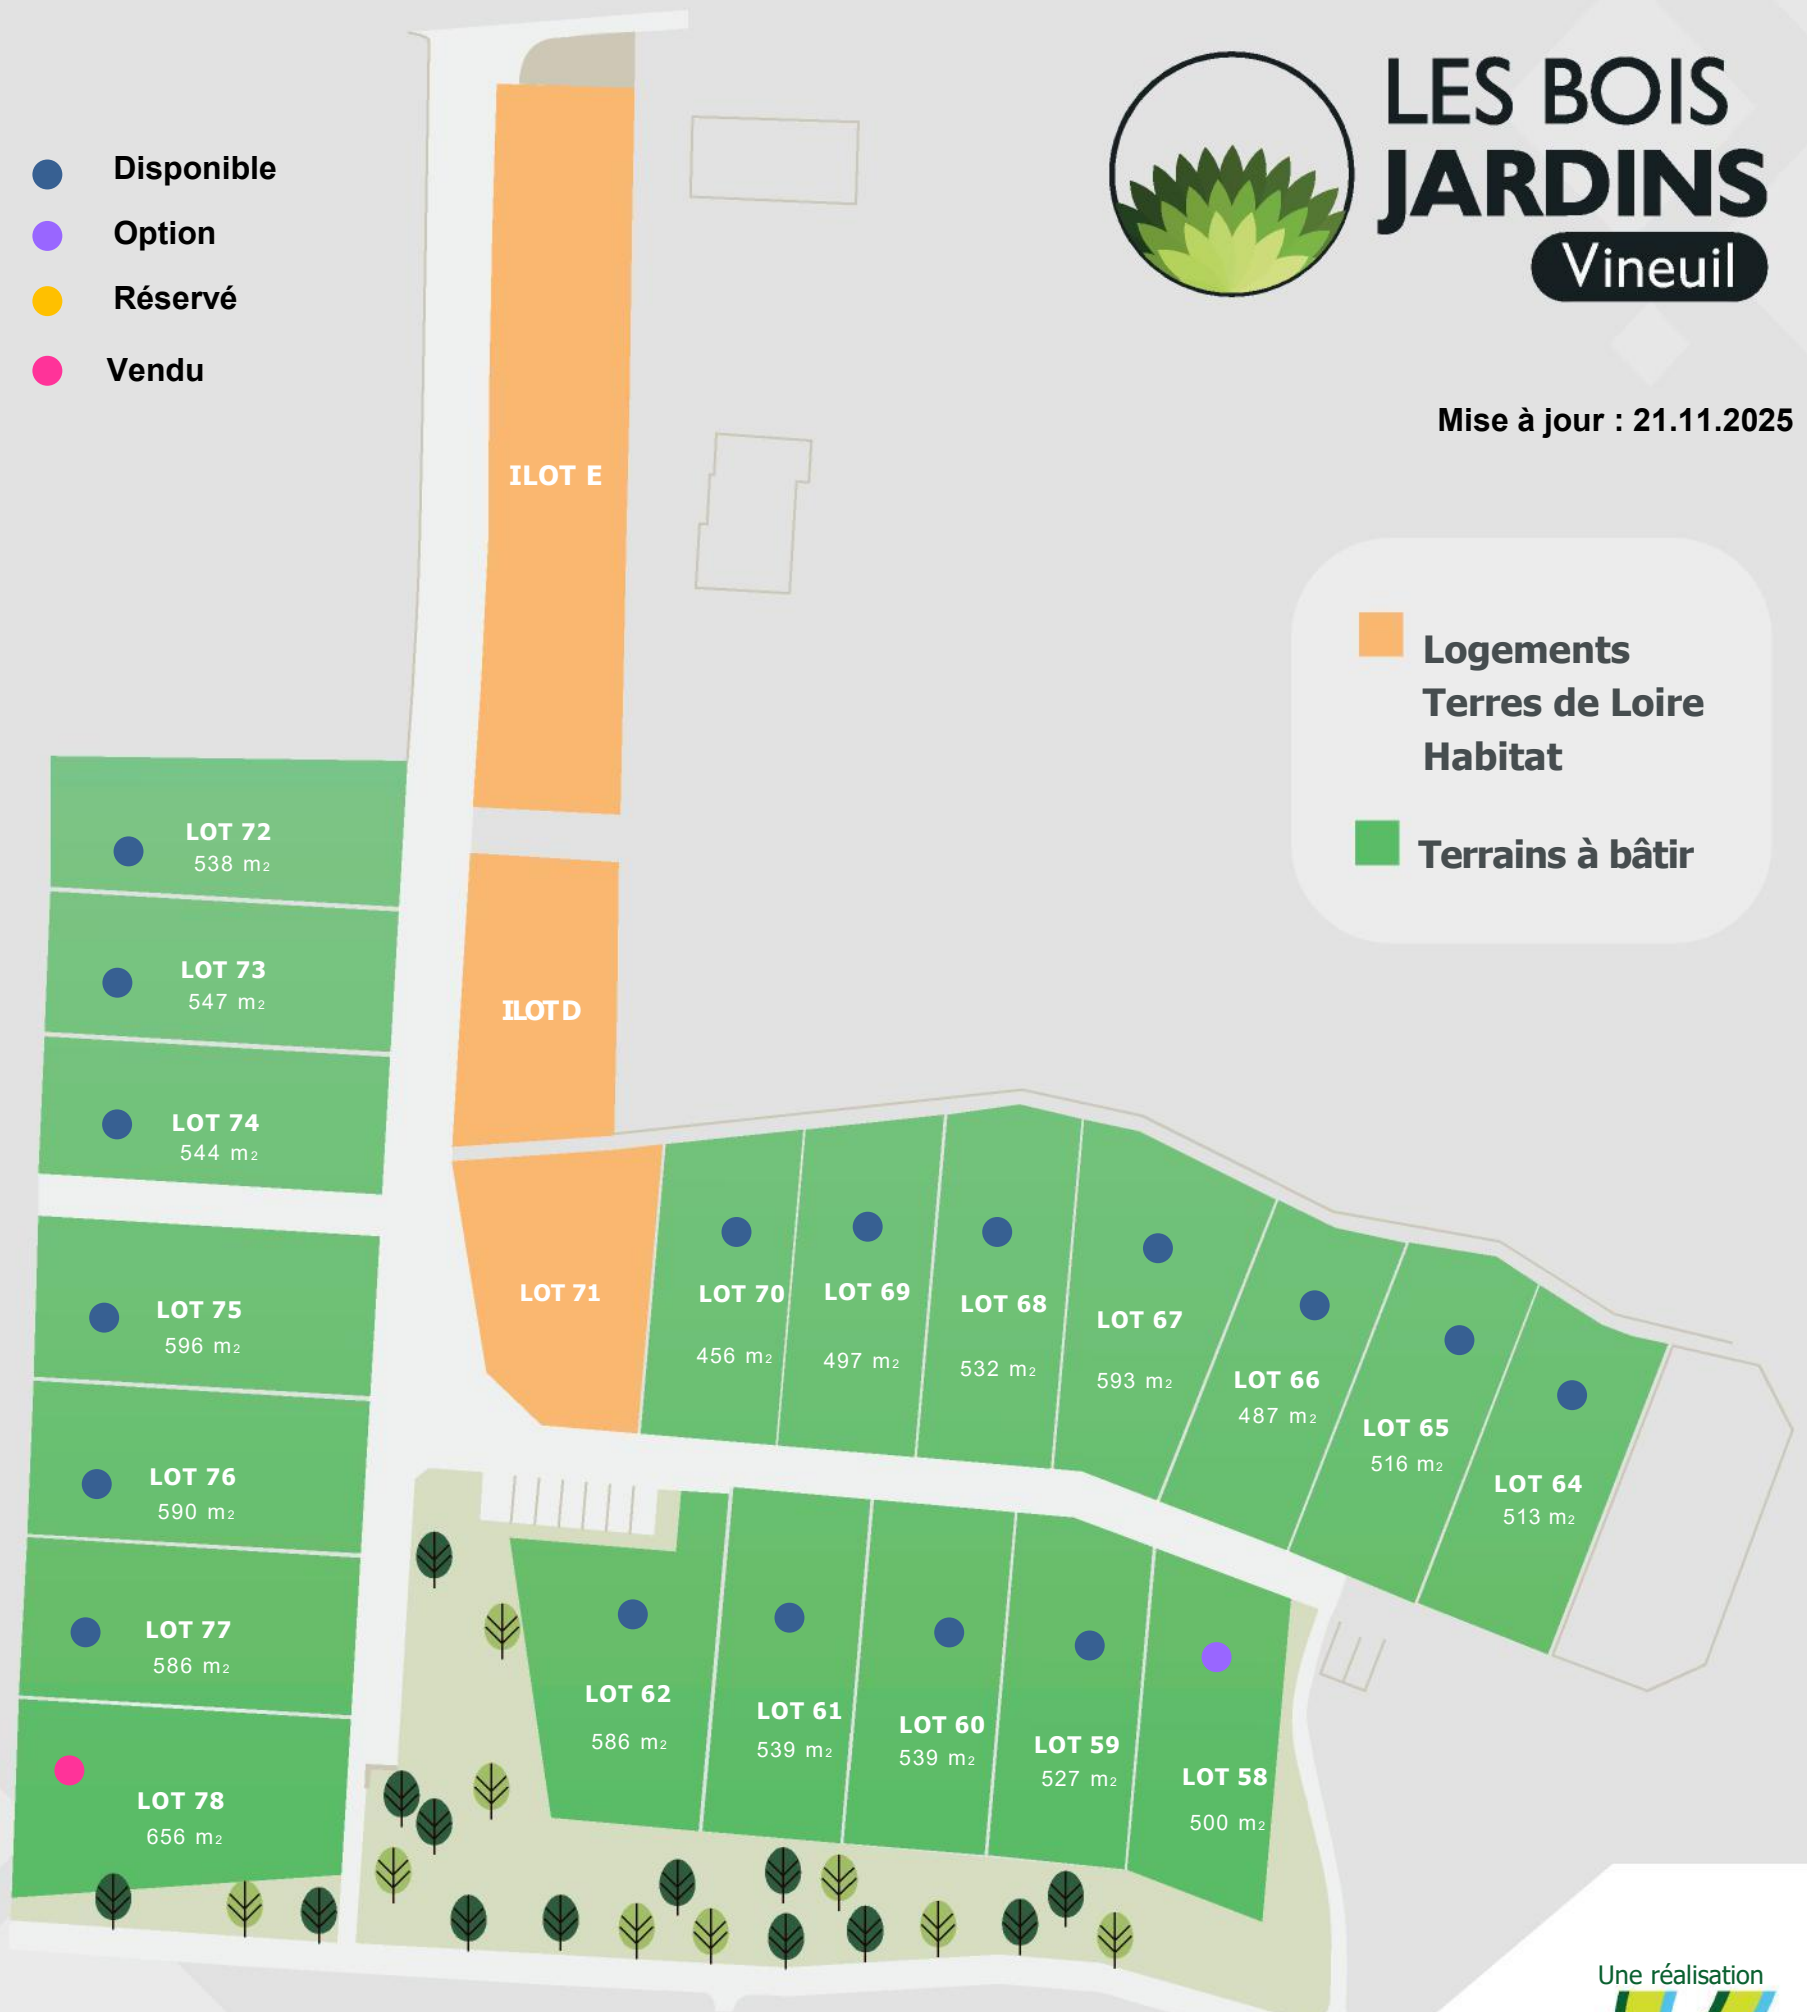 LES BOIS
JARDINS
Vineuil
Disponible
Option
Réservé
Vendu
Mise à jour : 21.11.2025
ILOT E
Logements
Terres de Loire
Habitat
Terrains à bâtir
LOT 72
538 m2
LOT 73
547 m2
LOT 74
544 m2
ILOT D
LOT 75
596 m2
LOT 76
590 m2
LOT 77
586 m2
LOT 78
656 m2
LOT 71
LOT 70
456 m2
LOT 69
497 m2
LOT 68
532 m2
LOT 67
593 m2
LOT 66
487 m2
LOT 65
516 m2
LOT 64
513 m2
LOT 62
586 m2
LOT 61
539 m2
LOT 60
539 m2
LOT 59
527 m2
LOT 58
500 m2
Une réalisation